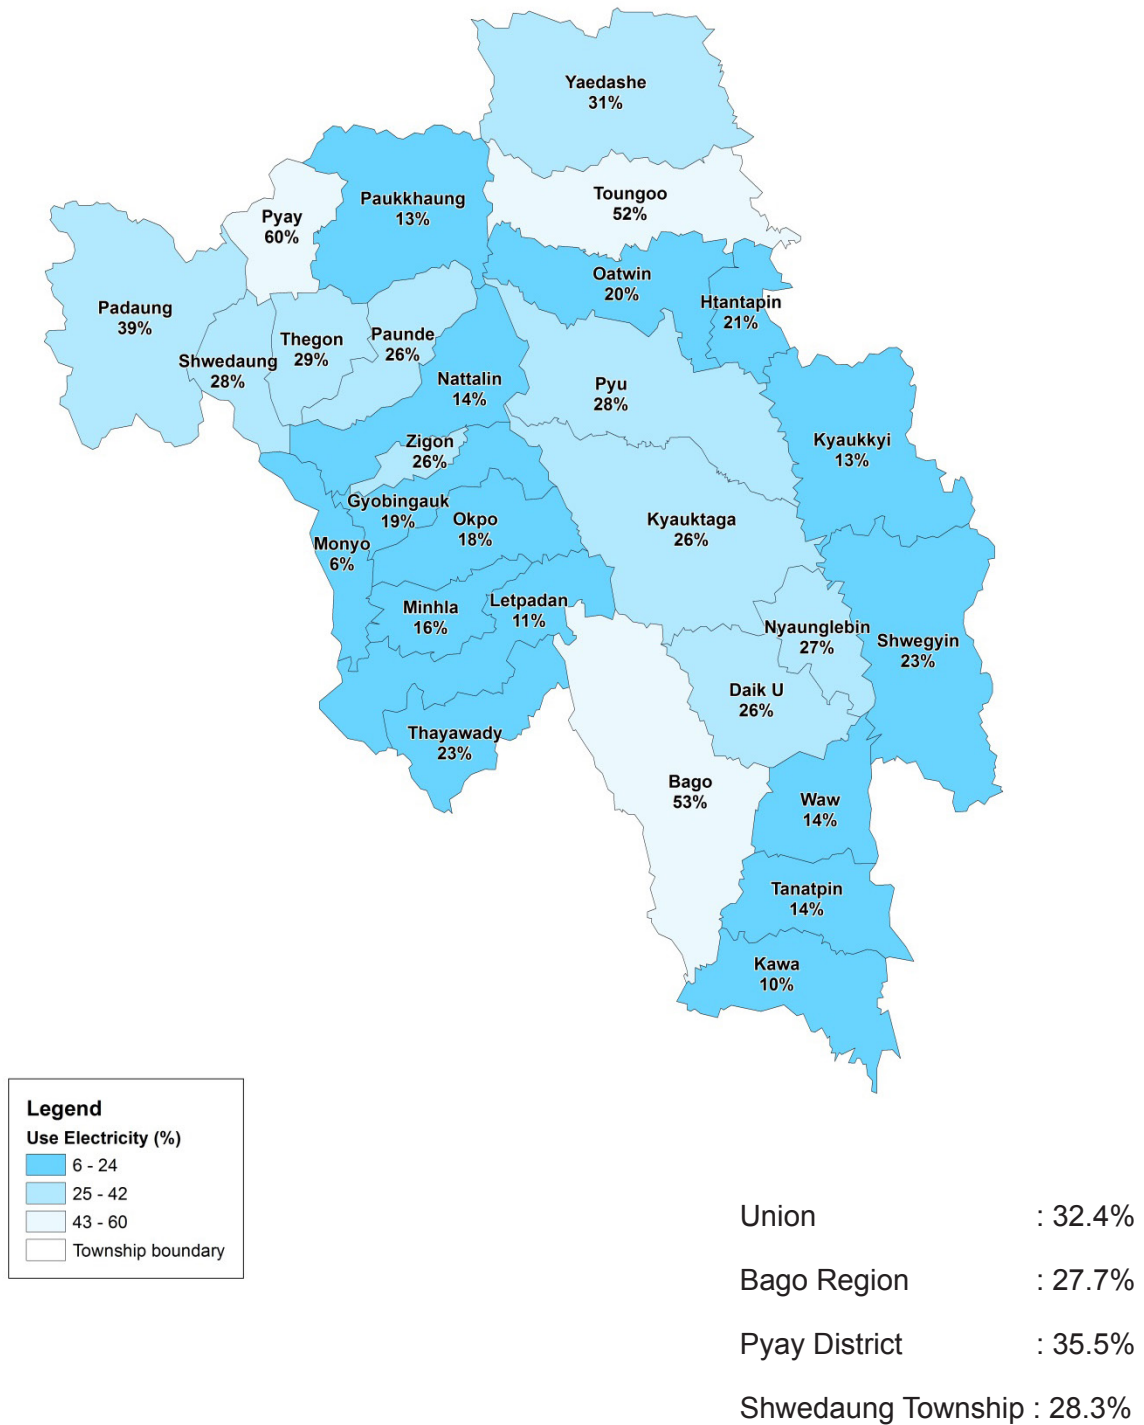 Yaedashe
31%
Toungoo
52%
Paukkhaung
13%
Pyay
60%
Oatwin
20%
Htantapin
21%
Padaung
39%
Shwedaung
28%
Thegon
29%
Paunde
26%
Nattalin
14%
Pyu
28%
Kyaukkyi
13%
Zigon
26%
Gyobingauk
19%
Okpo
18%
Kyauktaga
26%
Monyo
6%
Minhla
16%
Letpadan
11%
Nyaunglebin
27%
Shwegyin
23%
Daik U
26%
Thayawady
23%
Bago
53%
Waw
14%
Tanatpin
14%
Kawa
10%
Legend
Use Electricity (%)
6 - 24
25 - 42
43 - 60
Township boundary
Union : 32.4%
Bago Region : 27.7%
Pyay District : 35.5%
Shwedaung Township : 28.3%